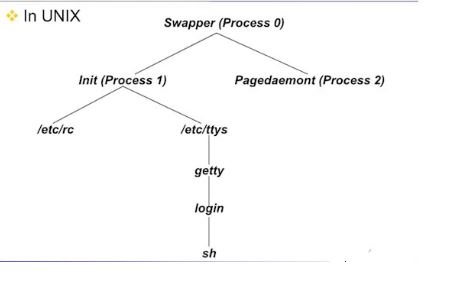 In UNIX
Swapper (Process 0)
Init (Process 1) Pagedaemont (Process 2)
/etc/rc /etc/ttys
getty
login
sh